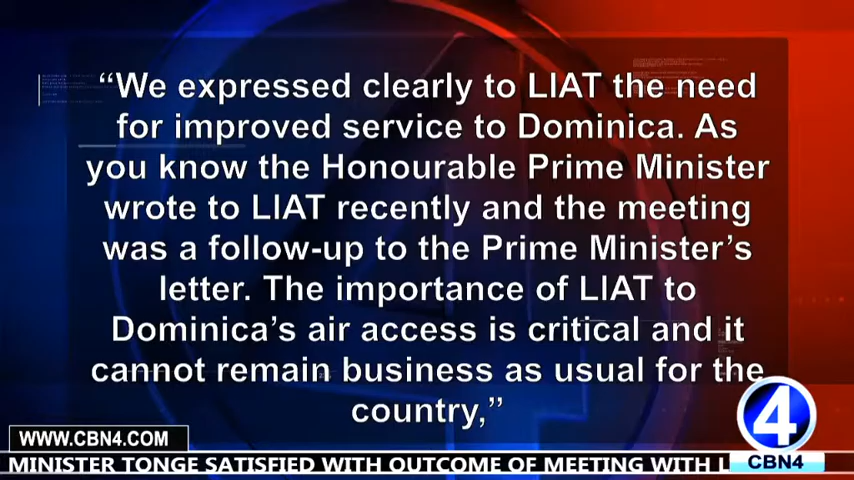 “We expressed clearly to LIAT the need
for improved service to Dominica. As
you know the Honourable Prime Minister
wrote to LIAT recently and the meeting
was a follow-up to the Prime Minister’s
letter. The importance of LIAT to
Dominica’s air access is critical and it
cannot remain business as usual for the
country,”
4
WWW.CBN4.COM
CBN4
MINISTER TONGE SATISFIED WITH OUTCOME OF MEETING WITH L